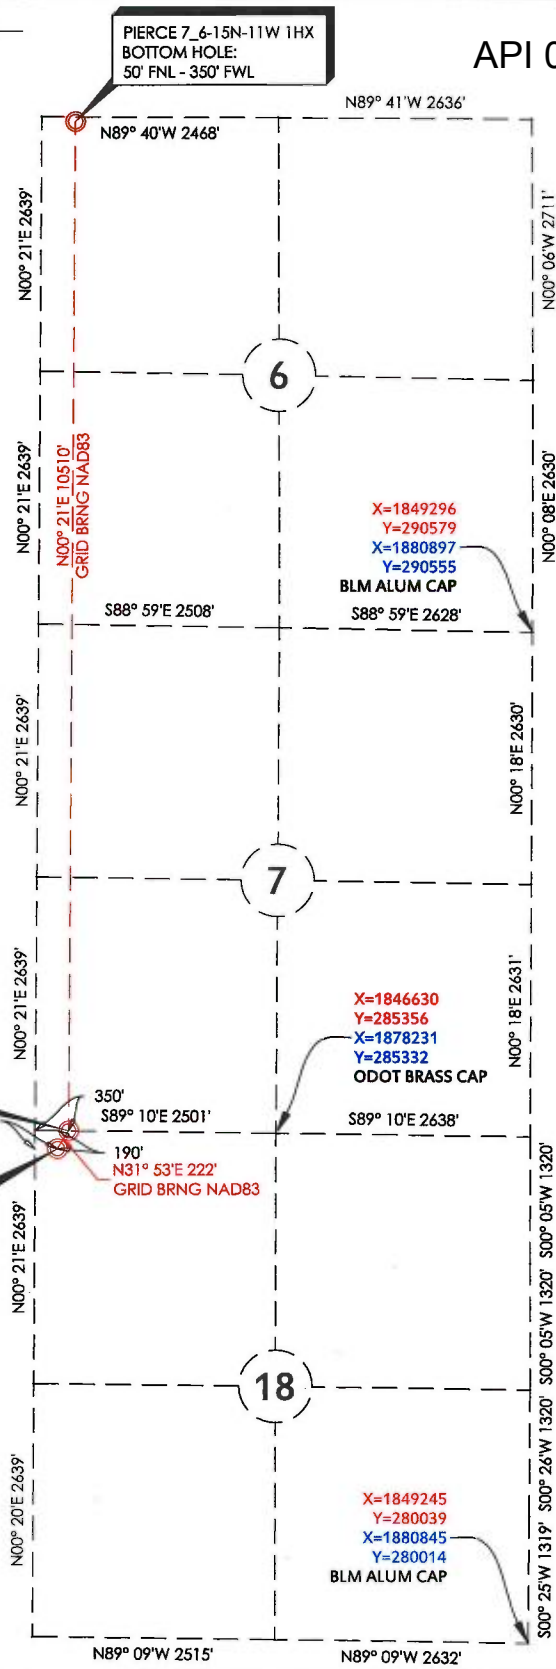 PIERCE 7_6-15N-11W 1HX
BOTTOM HOLE:
50' FNL - 350' FWL
API 0
N89° 41'W 2636'
N89° 40'W 2468'
N00° 21'E 2639'
N00° 06'W 2711'
6
N00° 21'E 2639'
N00° 21'E 10510'
GRID BRNG NAD83
N00° 08'E 2630'
X=1849296
Y=290579
X=1880897
Y=290555
BLM ALUM CAP
S88° 59'E 2508'
S88° 59'E 2628'
N00° 21'E 2639'
N00° 18'E 2630'
7
N00° 21'E 2639'
N00° 18'E 2631'
X=1846630
Y=285356
X=1878231
Y=285332
ODOT BRASS CAP
350'
S89° 10'E 2501'
S89° 10'E 2638'
190'
N31° 53'E 222'
GRID BRNG NAD83
N00° 21'E 2639'
S00° 05'W 1320'
S00° 05'W 1320'
18
S00° 26'W 1320'
N00° 20'E 2639'
X=1849245
Y=280039
X=1880845
Y=280014
BLM ALUM CAP
S00° 25'W 1319'
N89° 09'W 2515'
N89° 09'W 2632'